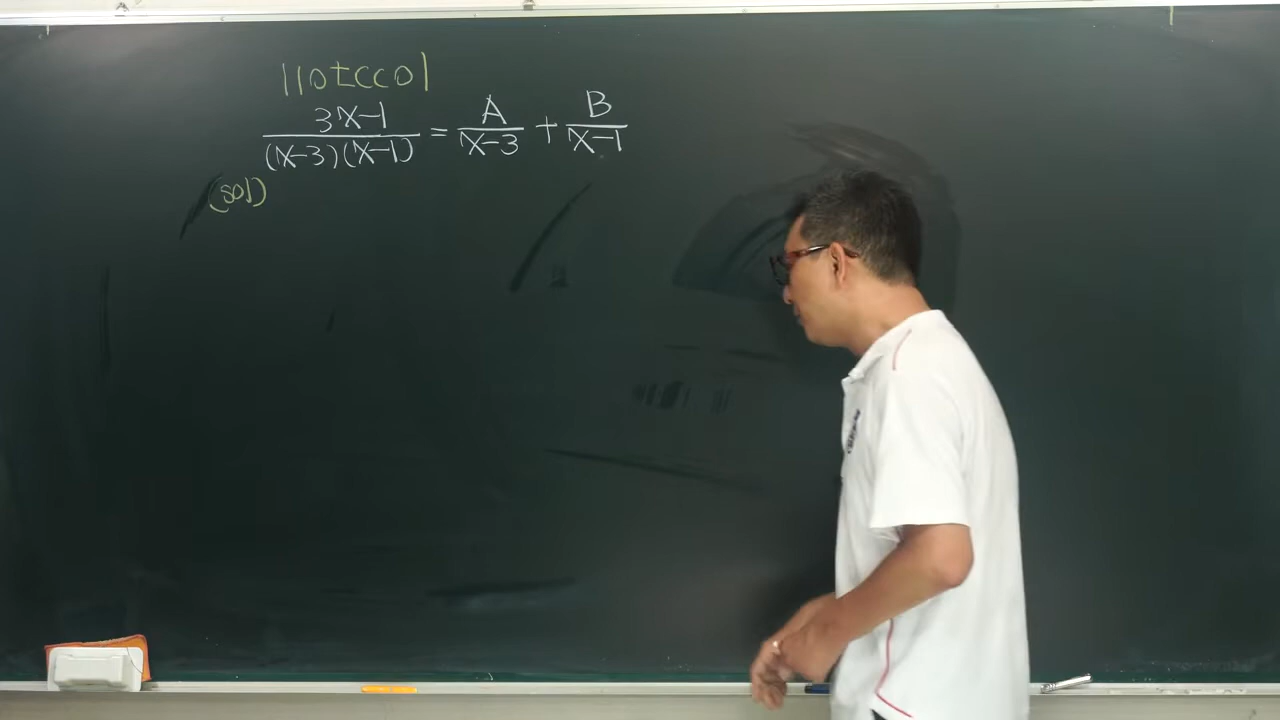 110tcc01
3x-1/(x-3)(x-1) = A/x-3 + B/x-1
(sol)